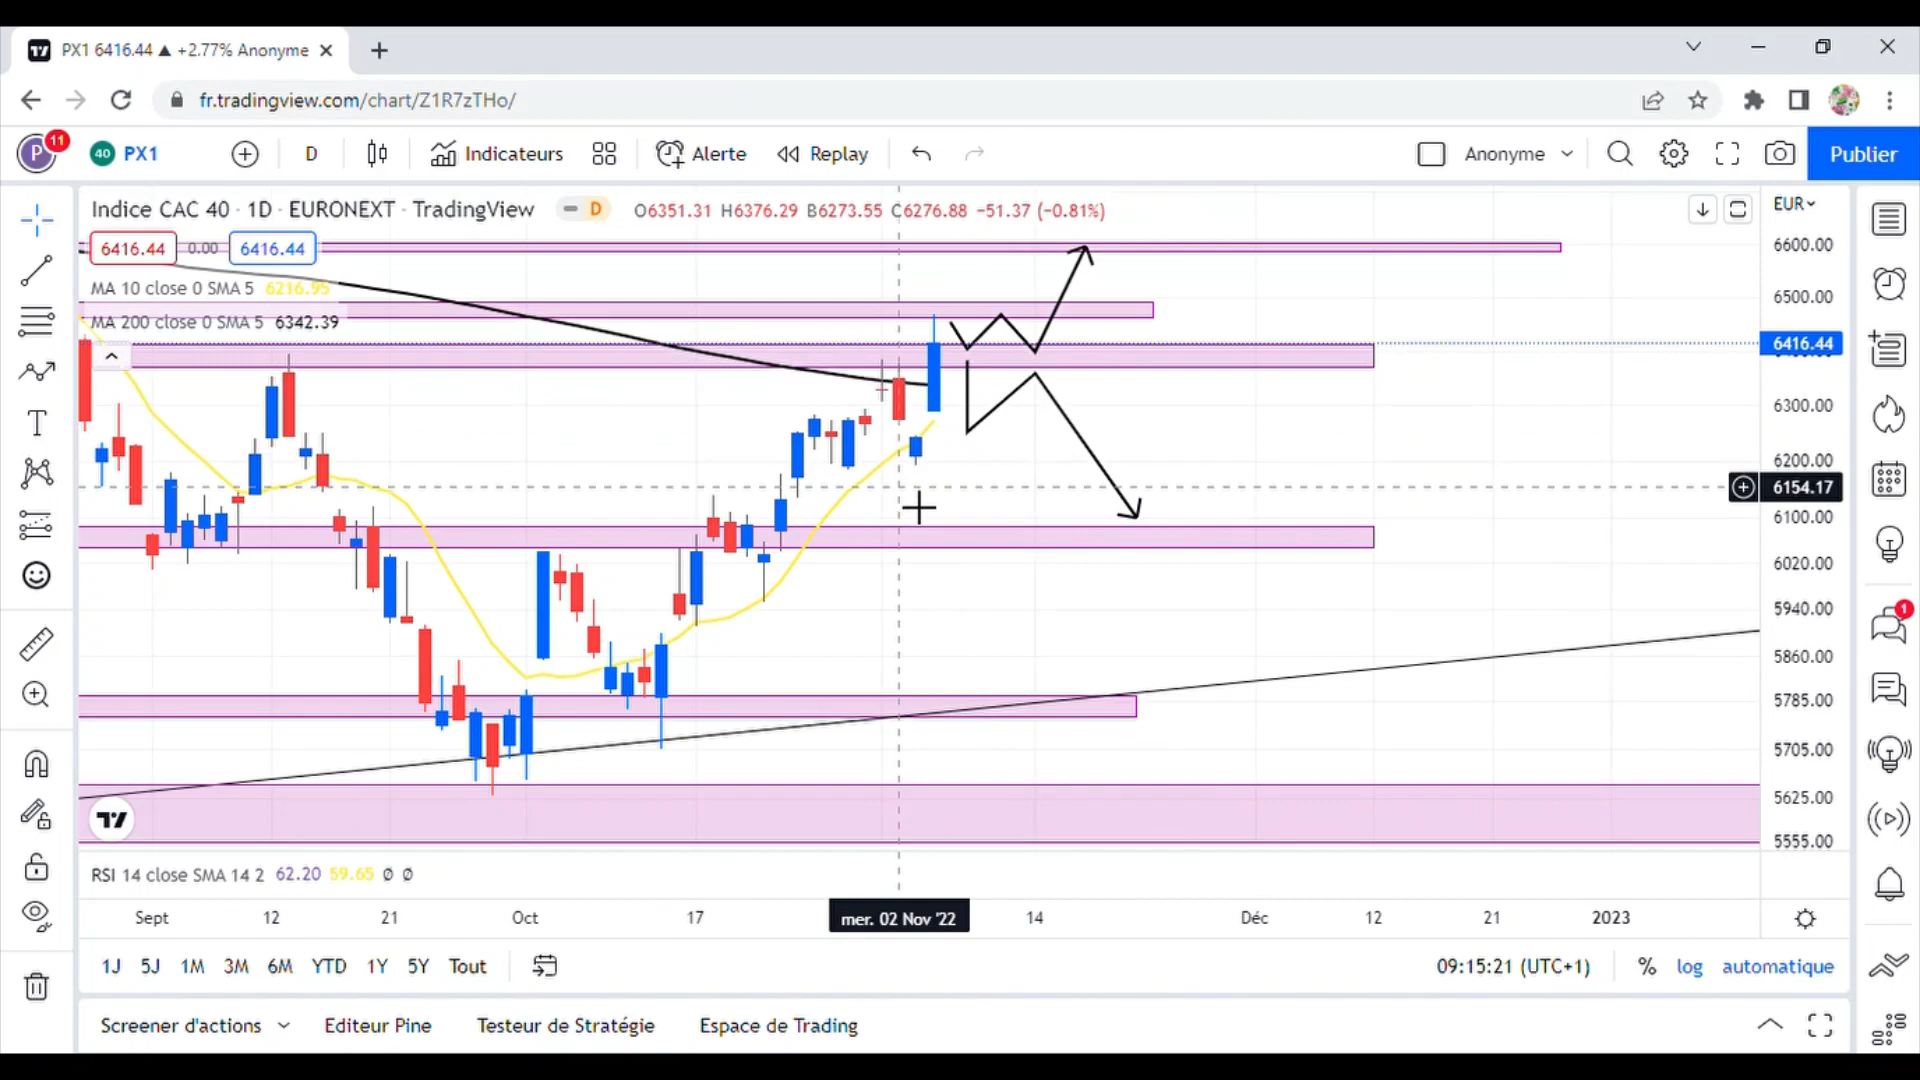 PX1 6416.44 ▲ +2.77% Anonyme
fr.tradingview.com/chart/Z1R7zTHo/
P 11
40 PX1
D
Indicateurs
Alerte
Replay
Anonyme
Publier
Indice CAC 40 · 1D · EURONEXT · TradingView
D
O6351.31 H6376.29 B6273.55 C6276.88 −51.37 (−0.81%)
EUR
6416.44 0.00 6416.44
MA 10 close 0 SMA 5 6216.95
MA 200 close 0 SMA 5 6342.39
6600.00
6500.00
6416.44
6300.00
6200.00
6154.17
6100.00
6020.00
5940.00
5860.00
5785.00
5705.00
5625.00
5555.00
1
RSI 14 close SMA 14 2 62.20 59.65 Ø Ø
Sept 12 21 Oct 17 mer. 02 Nov '22 14 Déc 12 21 2023
1J 5J 1M 3M 6M YTD 1Y 5Y Tout
09:15:21 (UTC+1) % log automatique
Screener d'actions Editeur Pine Testeur de Stratégie Espace de Trading